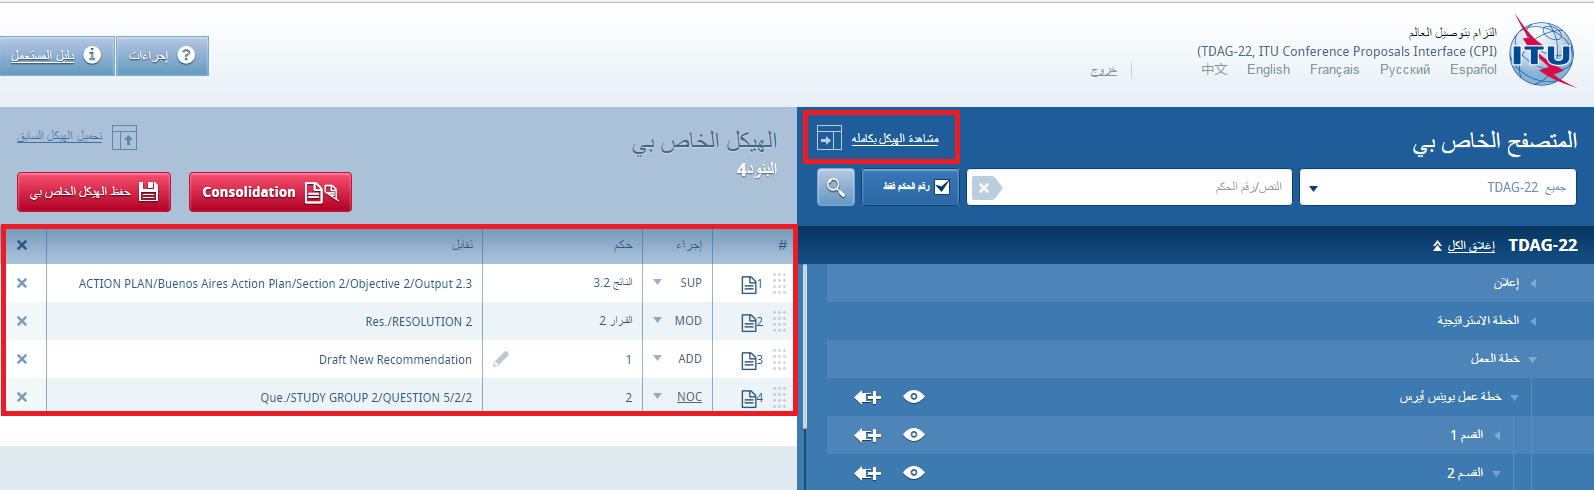 التزام بتوصيل العالم
(TDAG-22, ITU Conference Proposals Interface (CPI
Español Русский Français English 中文
خروج
إجراءات
دليل المستعمل
ITU
المتصفح الخاص بي
مشاهدة الهيكل بكامله
جميع TDAG-22
النص/رقم الحكم
رقم الحكم فقط
TDAG-22 إغلاق الكل
إعلان
الخطة الاستراتيجية
خطة العمل
خطة عمل بوينس أيرس
القسم 1
القسم 2
الهيكل الخاص بي
البنود4
تحميل الهيكل السابق
Consolidation
حفظ الهيكل الخاص بي
# إجراء حكم تقابل
1 SUP الناتج 3.2 ACTION PLAN/Buenos Aires Action Plan/Section 2/Objective 2/Output 2.3
2 MOD القرار 2 Res./RESOLUTION 2
3 ADD 1 Draft New Recommendation
4 NOC 2 Que./STUDY GROUP 2/QUESTION 5/2/2